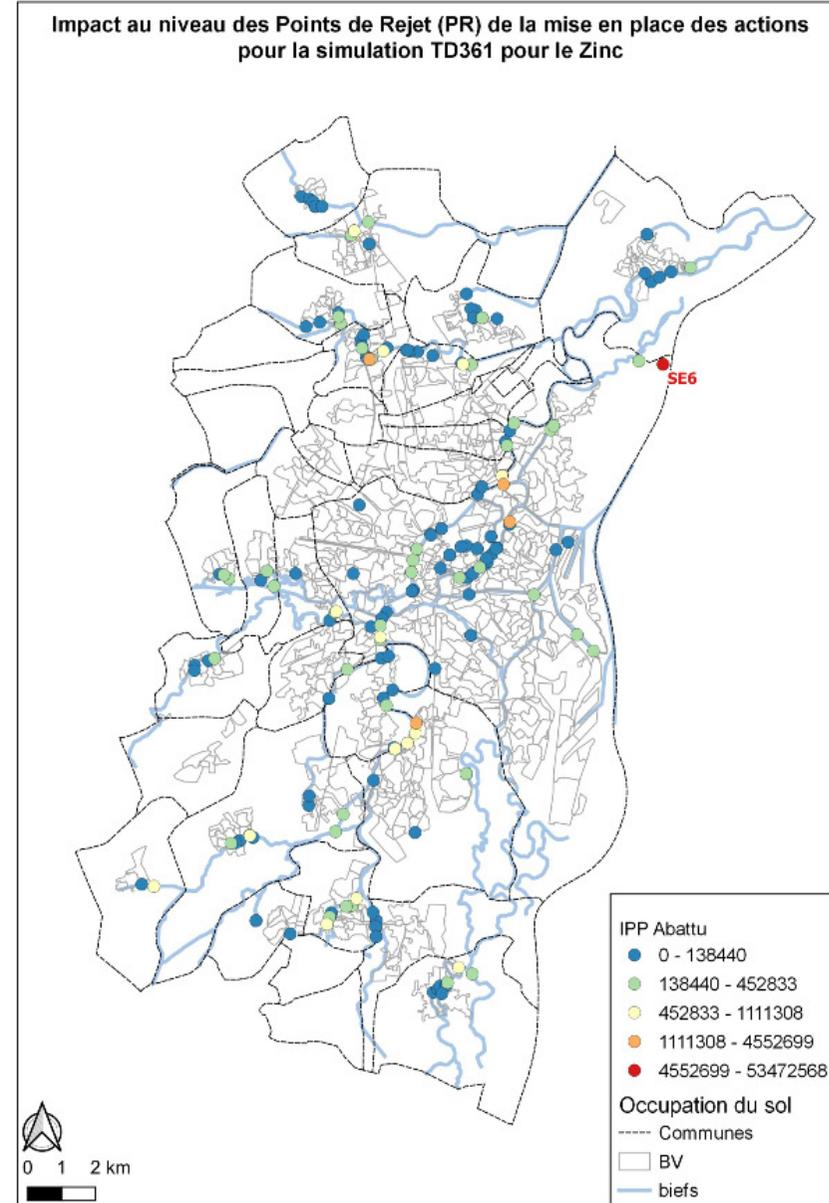 Impact au niveau des Points de Rejet (PR) de la mise en place des actions
pour la simulation TD361 pour le Zinc
SE6
IPP Abattu
0 - 138440
138440 - 452833
452833 - 1111308
1111308 - 4552699
4552699 - 53472568
Occupation du sol
Communes
BV
biefs
0 1 2 km